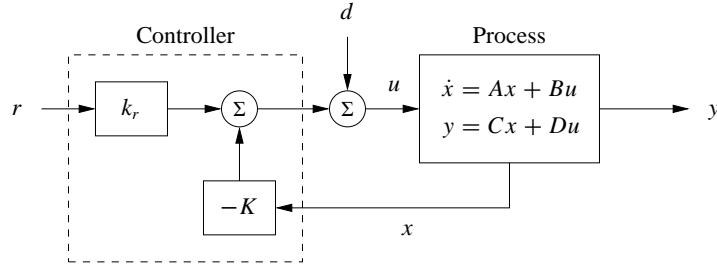 Controller
d
Process
r
k_r
Σ
Σ
u
ẋ = Ax + Bu
y = Cx + Du
y
−K
x